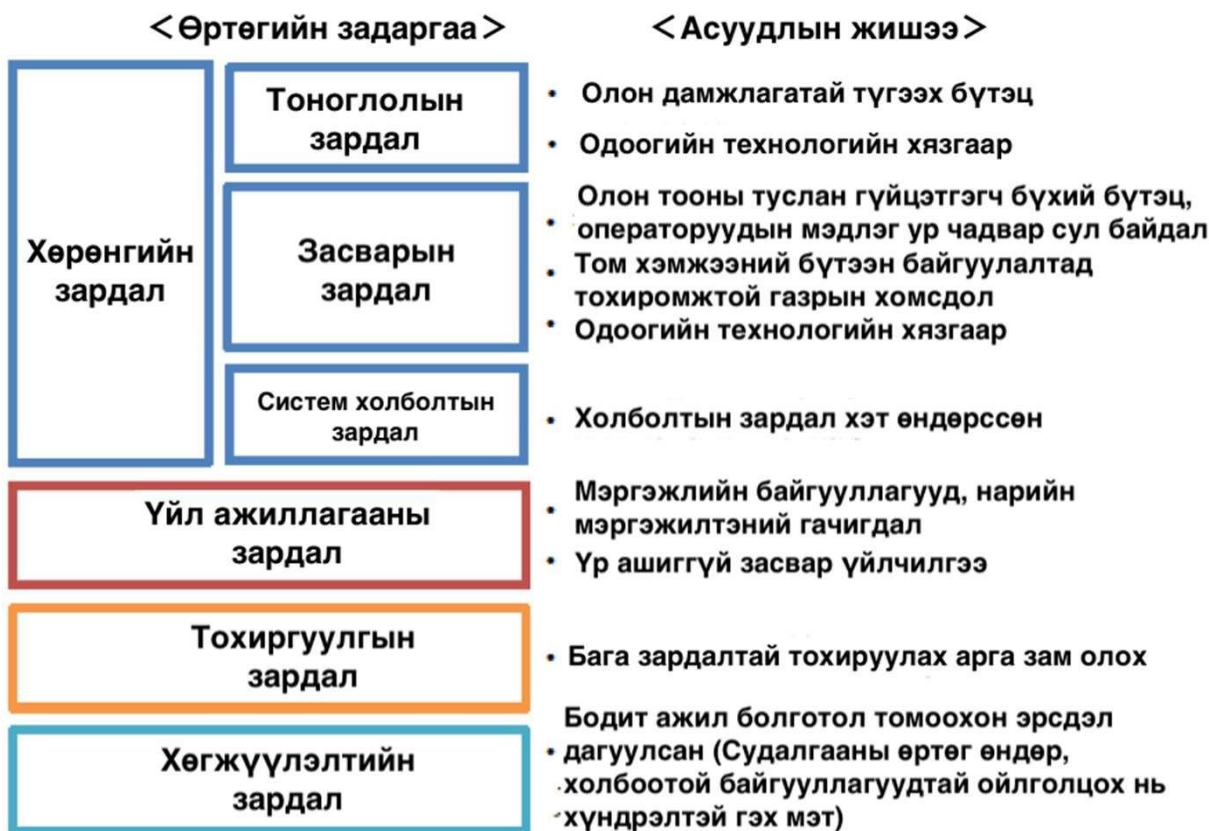 <Өртөгийн задаргаа>
<Асуудлын жишээ>
Хөрөнгийн
зардал
Тоноглолын
зардал
• Олон дамжлагатай түгээх бүтэц
• Одоогийн технологийн хязгаар
Засварын
зардал
Олон тооны туслан гүйцэтгэгч бүхий бүтэц,
• операторуудын мэдлэг ур чадвар сул байдал
• Том хэмжээний бүтээн байгуулалтад
тохиромжтой газрын хомсдол
• Одоогийн технологийн хязгаар
Систем холболтын
зардал
• Холболтын зардал хэт өндөрссөн
Үйл ажиллагааны
зардал
• Мэргэжлийн байгууллагууд, нарийн
мэргэжилтэний гачигдал
• Үр ашиггүй засвар үйлчилгээ
Тохиргуулгын
зардал
• Бага зардалтай тохируулах арга зам олох
Хөгжүүлэлтийн
зардал
Бодит ажил болготол томоохон эрсдэл
• дагуулсан (Судалгааны өртөг өндөр,
холбоотой байгууллагуудтай ойлголцох нь
хүндрэлтэй гэх мэт)